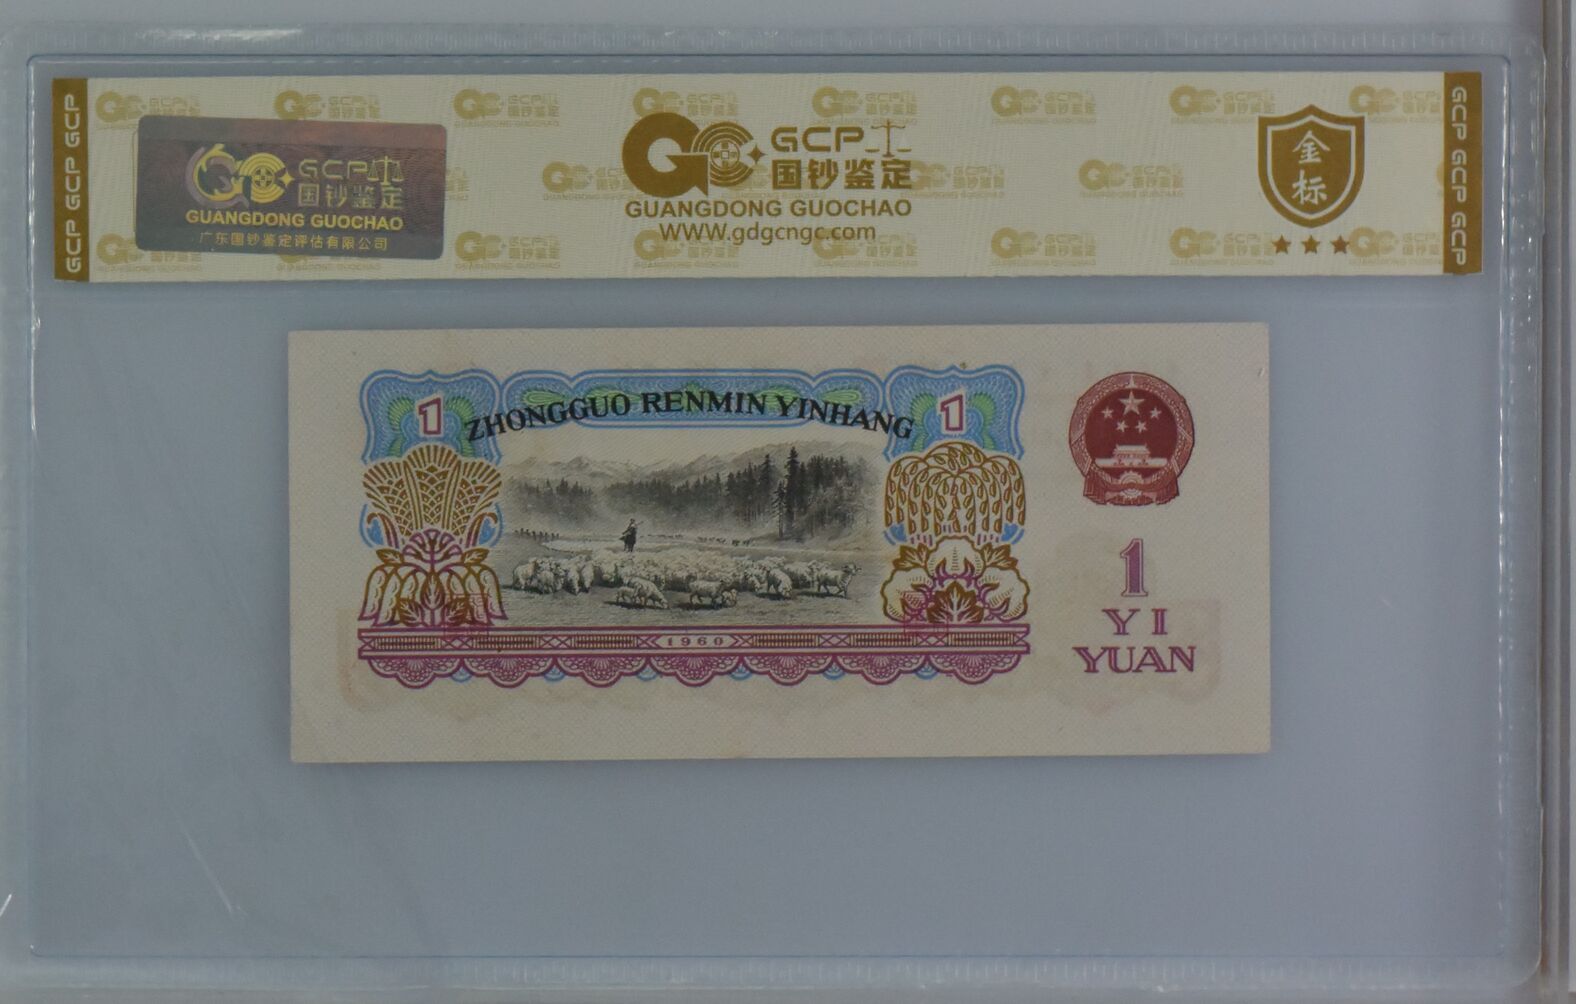 GCP GCP GCP
GCP
国钞鉴定
GUANGDONG GUOCHAO
广东国钞鉴定评估有限公司
GCP
国钞鉴定
GUANGDONG GUOCHAO
WWW.gdgcngc.com
金
标
GCP GCP GCP
1
ZHONGGUO RENMIN YINHANG
1
1960
1
YI
YUAN